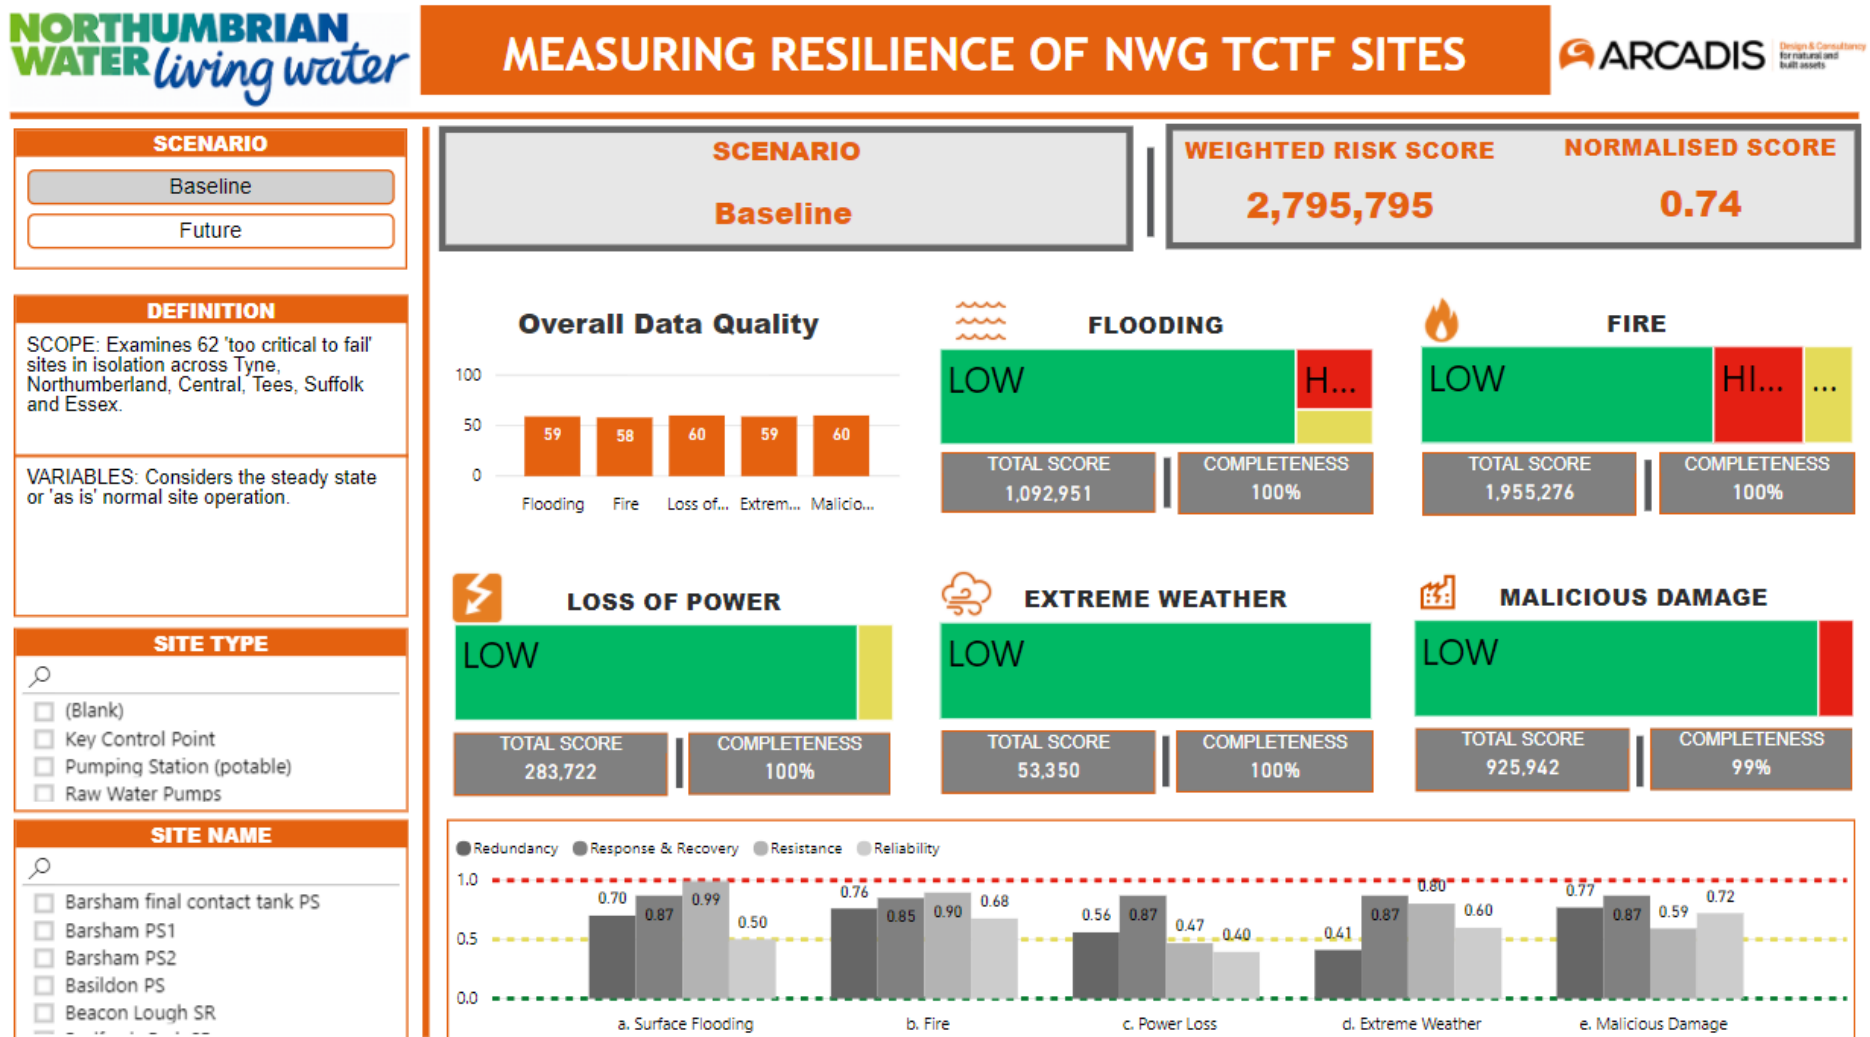 NORTHUMBRIAN
WATER living water
MEASURING RESILIENCE OF NWG TCTF SITES
ARCADIS
Design & Consultancy
for natural and
built assets
SCENARIO
Baseline
Future
DEFINITION
SCOPE: Examines 62 'too critical to fail'
sites in isolation across Tyne,
Northumberland, Central, Tees, Suffolk
and Essex.
VARIABLES: Considers the steady state
or 'as is' normal site operation.
SITE TYPE
(Blank)
Key Control Point
Pumping Station (potable)
Raw Water Pumps
SITE NAME
Barsham final contact tank PS
Barsham PS1
Barsham PS2
Basildon PS
Beacon Lough SR
SCENARIO
Baseline
WEIGHTED RISK SCORE
2,795,795
NORMALISED SCORE
0.74
Overall Data Quality
100
50
0
59
58
60
59
60
Flooding
Fire
Loss of...
Extrem...
Malicio...
FLOODING
LOW
H...
TOTAL SCORE
1,092,951
COMPLETENESS
100%
FIRE
LOW
HI...
...
TOTAL SCORE
1,955,276
COMPLETENESS
100%
LOSS OF POWER
LOW
TOTAL SCORE
283,722
COMPLETENESS
100%
EXTREME WEATHER
LOW
TOTAL SCORE
53,350
COMPLETENESS
100%
MALICIOUS DAMAGE
LOW
TOTAL SCORE
925,942
COMPLETENESS
99%
Redundancy Response & Recovery Resistance Reliability
1.0
0.5
0.0
0.70
0.87
0.99
0.50
0.76
0.85
0.90
0.68
0.56
0.87
0.47
0.40
0.41
0.87
0.80
0.60
0.77
0.87
0.59
0.72
a. Surface Flooding
b. Fire
c. Power Loss
d. Extreme Weather
e. Malicious Damage